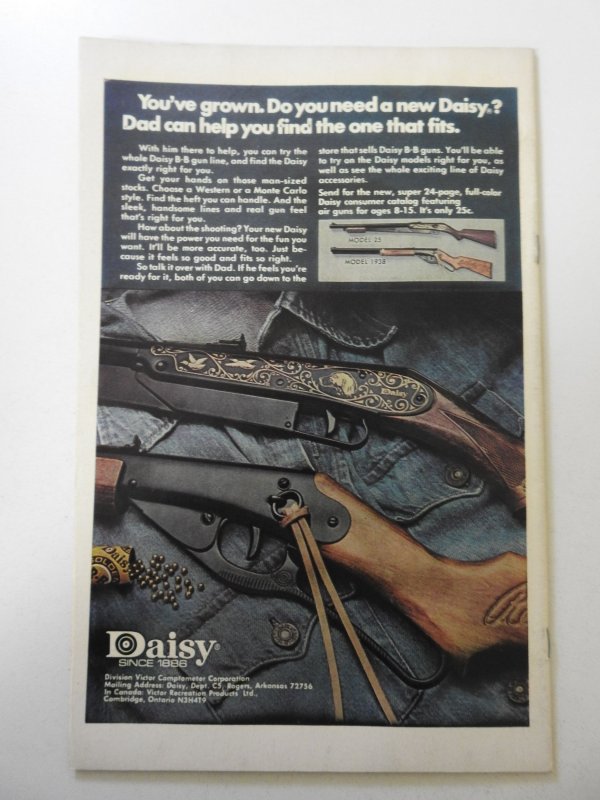 You've grown. Do you need a new Daisy®?
Dad can help you find the one that fits.
With him there to help, you can try the
whole Daisy B·B gun line, and find the Daisy
exactly right for you.
Get your hands on those man-sized
stocks. Choose a Western or a Monte Carlo
style. Find the heft you can handle. And the
sleek, handsome lines and real gun feel
that's right for you.
How about the shooting? Your new Daisy
will have the power you need for the fun you
want. It'll be more accurate, too. Just be-
cause it feels so good and fits so right.
So talk it over with Dad. If he feels you're
ready for it, both of you can go down to the
store that sells Daisy B·B guns. You'll be able
to try on the Daisy models right for you, as
well as see the whole exciting line of Daisy
accessories.
Send for the new, super 24-page, full-color
Daisy consumer catalog featuring
air guns for ages 8-15. It's only 25c.
MODEL 25
MODEL 1938
Daisy
Daisy
Daisy®
SINCE 1886
Division Victor Comptometer Corporation
Mailing Address: Daisy, Dept. C5, Rogers, Arkansas 72756
In Canada: Victor Recreation Products Ltd.,
Cambridge, Ontario N3H4T9